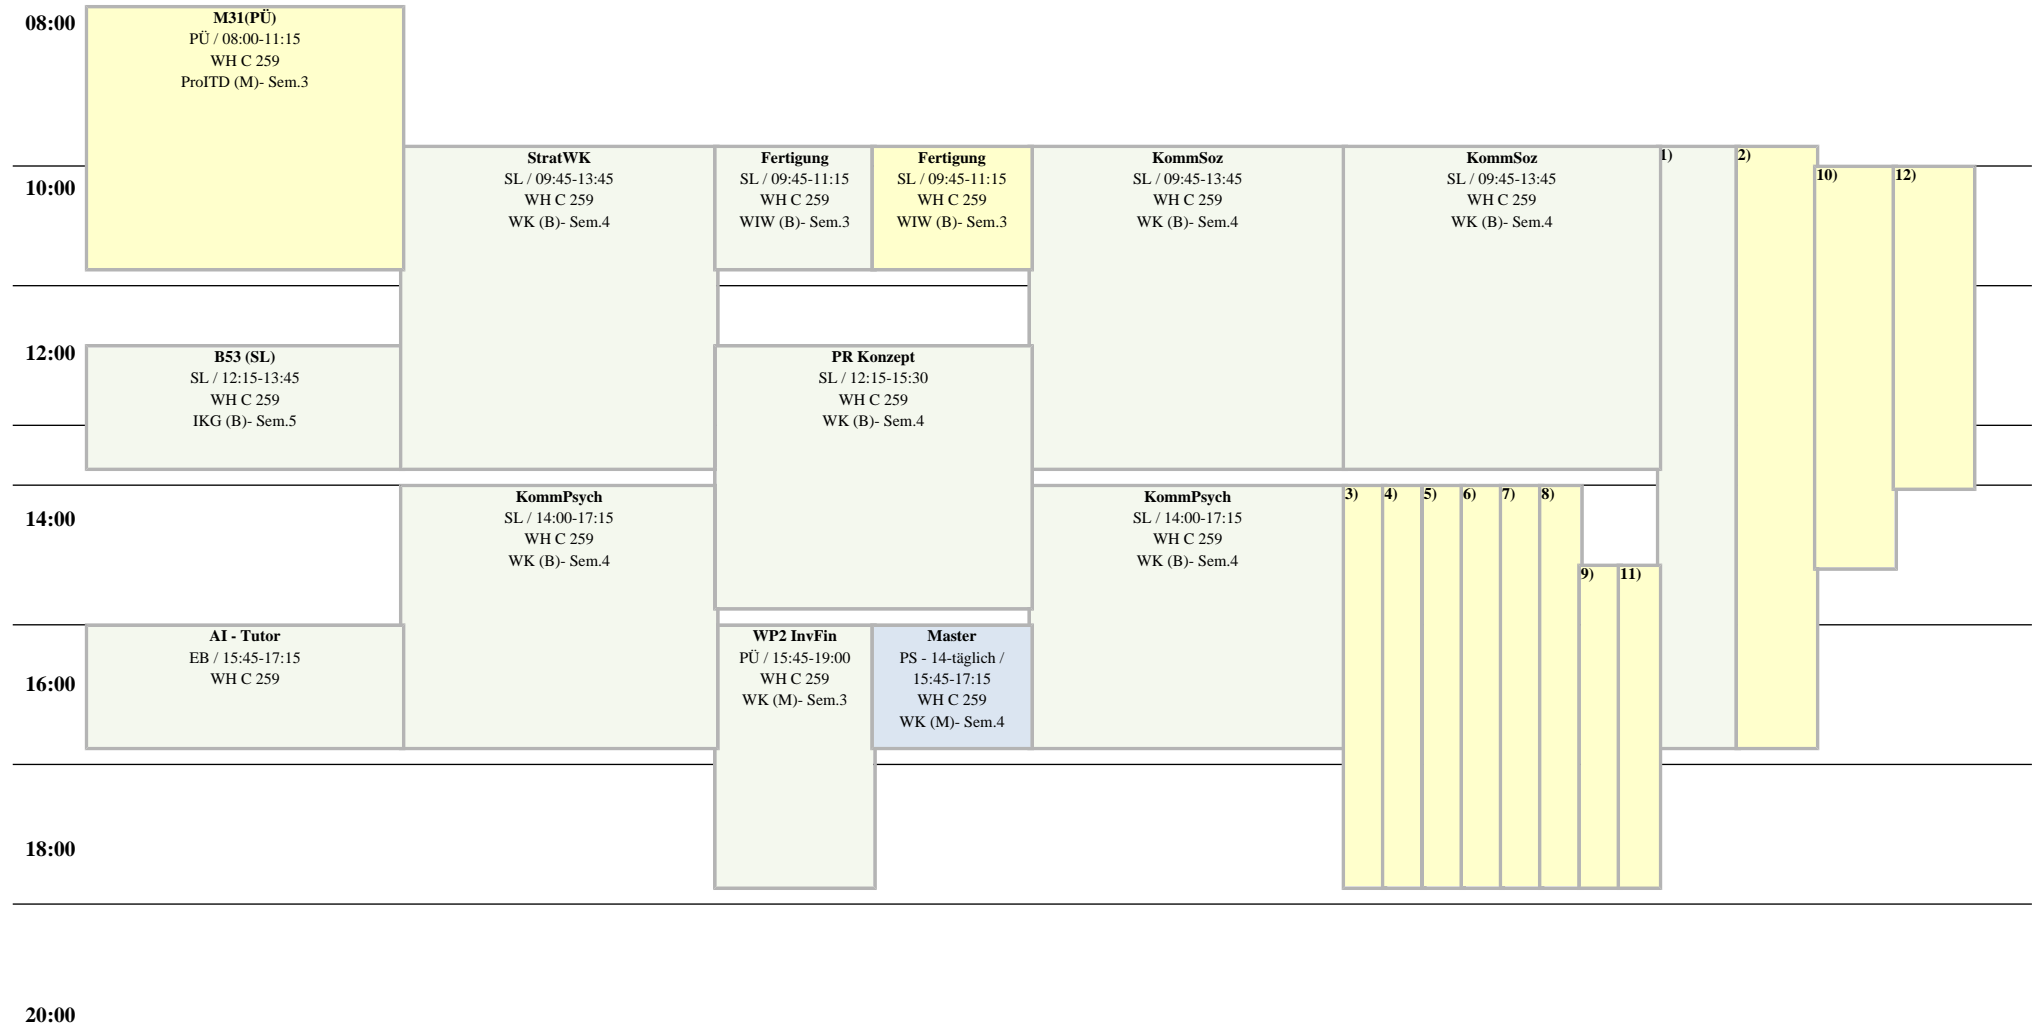 08:00
10:00
12:00
14:00
16:00
18:00
20:00
M31(PÜ)
PÜ / 08:00-11:15
WH C 259
ProITD (M)- Sem.3
B53 (SL)
SL / 12:15-13:45
WH C 259
IKG (B)- Sem.5
AI - Tutor
EB / 15:45-17:15
WH C 259
StratWK
SL / 09:45-13:45
WH C 259
WK (B)- Sem.4
KommPsych
SL / 14:00-17:15
WH C 259
WK (B)- Sem.4
Fertigung
SL / 09:45-11:15
WH C 259
WIW (B)- Sem.3
Fertigung
SL / 09:45-11:15
WH C 259
WIW (B)- Sem.3
PR Konzept
SL / 12:15-15:30
WH C 259
WK (B)- Sem.4
WP2 InvFin
PÜ / 15:45-19:00
WH C 259
WK (M)- Sem.3
Master
PS - 14-täglich /
15:45-17:15
WH C 259
WK (M)- Sem.4
KommSoz
SL / 09:45-13:45
WH C 259
WK (B)- Sem.4
KommPsych
SL / 14:00-17:15
WH C 259
WK (B)- Sem.4
KommSoz
SL / 09:45-13:45
WH C 259
WK (B)- Sem.4
3)
4)
5)
6)
7)
8)
9)
11)
1)
2)
10)
12)